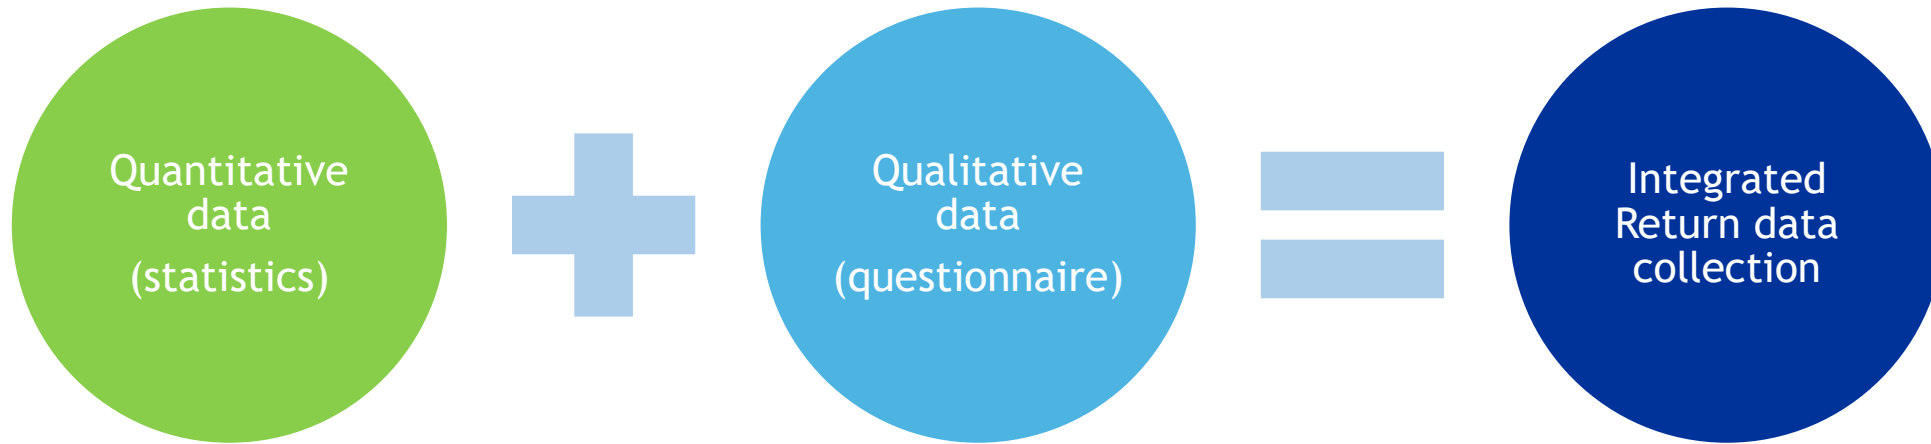 Quantitative
data
(statistics)
Qualitative
data
(questionnaire)
Integrated
Return data
collection